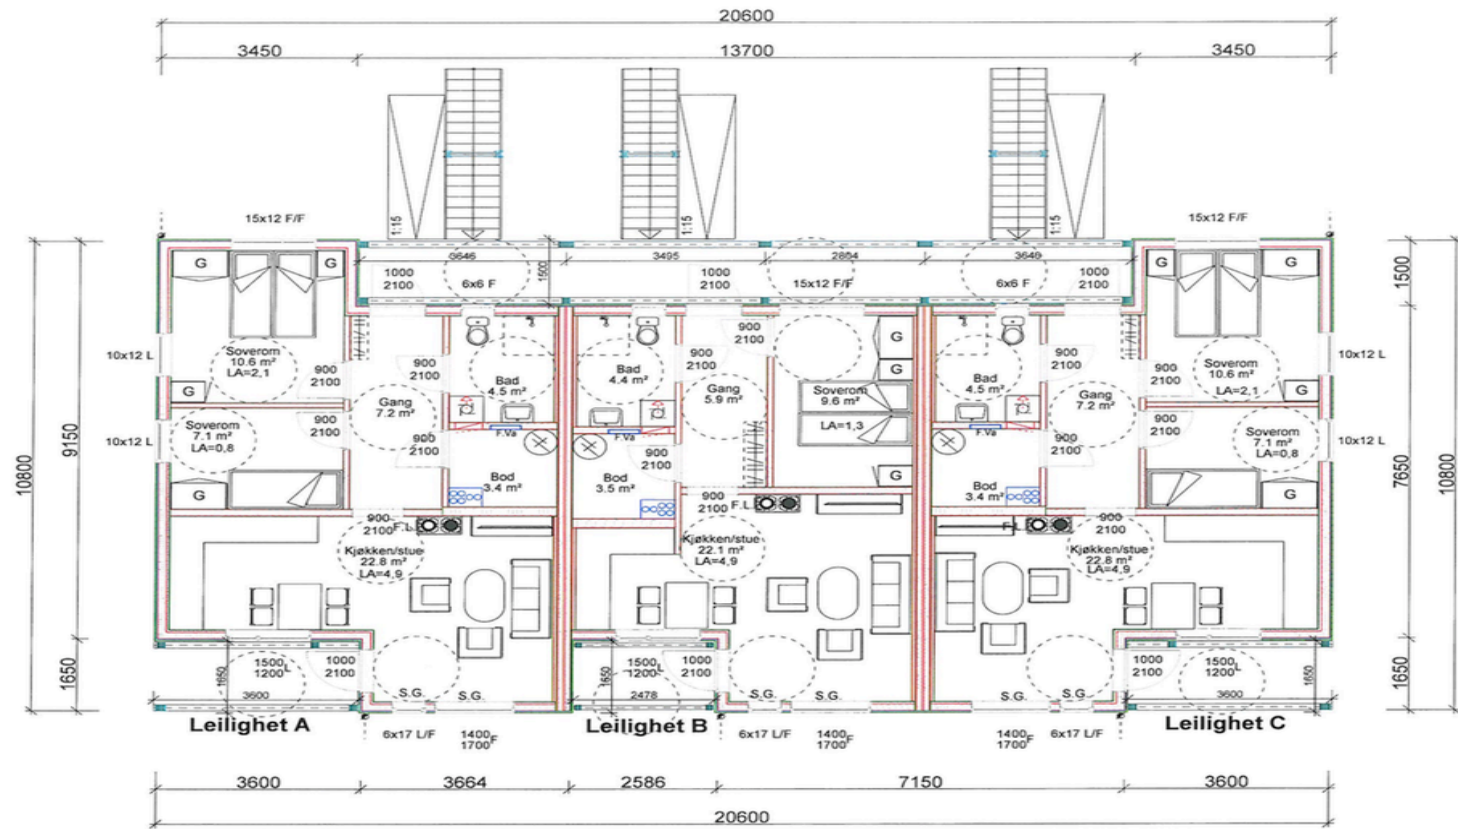 20600
3450 13700 3450
1:15 1:15 1:15
15x12 F/F 15x12 F/F
3495 2884
1000 2100 6x6 F 1500 1000 2100 15x12 F/F 6x6 F 1000 2100
G G G G
10x12 L 10x12 L
Soverom
10.6 m²
LA=2,1
900
2100
G
Gang
7.2 m²
900
2100
Bad
4.5 m²
Bad
4.4 m²
900
2100
Gang
5.9 m²
900
2100
Soverom
9.6 m²
LA=1,3
G
G
G
Bad
4.5 m²
900
2100
Gang
7.2 m²
900
2100
Soverom
10.6 m²
LA=2,1
G
10x12 L 10x12 L
Soverom
7.1 m²
LA=0,8
900
2100
G
900
2100
F.Va
Bod
3.4 m²
F.Va
Bod
3.5 m²
900
2100
F.Va
Bod
3.4 m²
900
2100
900
2100
Soverom
7.1 m²
LA=0,8
G
10800 9150 1650
1500 7650 1650 10800
900
2100
F.L.
Kjøkken/stue
22.8 m²
LA=4,9
900
2100
F.L.
Kjøkken/stue
22.1 m²
LA=4,9
900
2100
F.L.
Kjøkken/stue
22.8 m²
LA=4,9
1650
1500 L
1200
1000
2100
3600
S.G. S.G.
1650
1500 L
1200
1000
2100
2478
S.G. S.G.
S.G. S.G.
1000
2100
1500 L
1200
3600
1650
Leilighet A Leilighet B Leilighet C
6x17 L/F 1400 F
1700
6x17 L/F 1400 F
1700
1400 F
1700
6x17 L/F
3600 3664 2586 7150 3600
20600